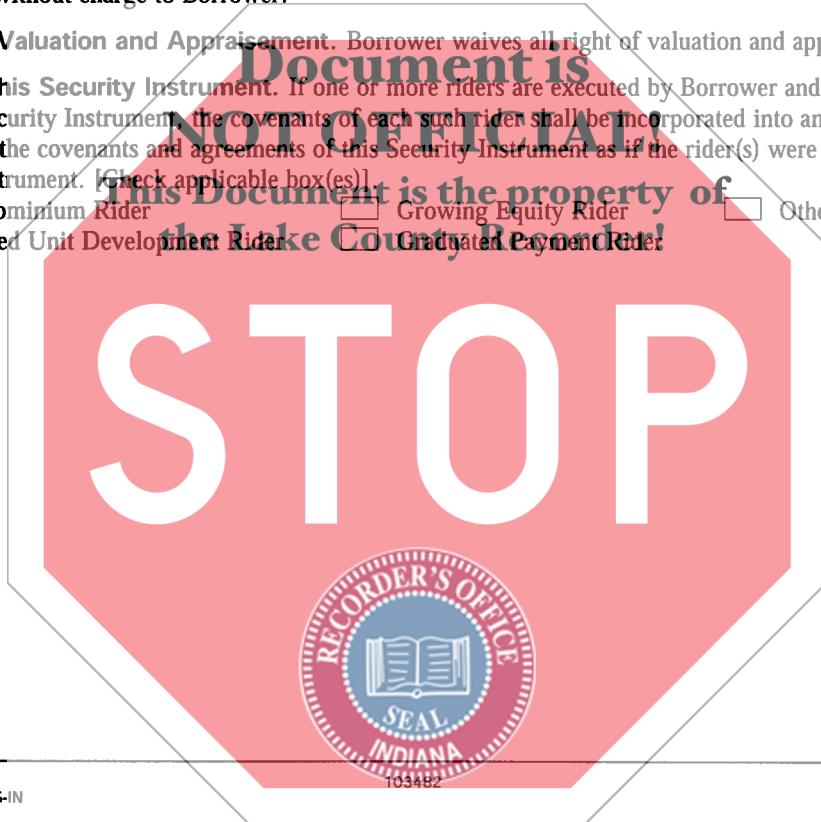 without charge to Borrower.
Valuation and Appraisement. Borrower waives all right of valuation and app
his Security Instrument. If one or more riders are executed by Borrower and
curity Instrument, the covenants of each such rider shall be incorporated into an
the covenants and agreements of this Security Instrument as if the rider(s) were
trument. [Check applicable box(es)].
ominium Rider Growing Equity Rider Othe
ed Unit Development Rider Graduated Payment Rider
Document is
NOT OFFICIAL!
This Document is the property of
the Lake County Recorder!
STOP
RECORDER'S OFFICE
SEAL
INDIANA
103482
-IN